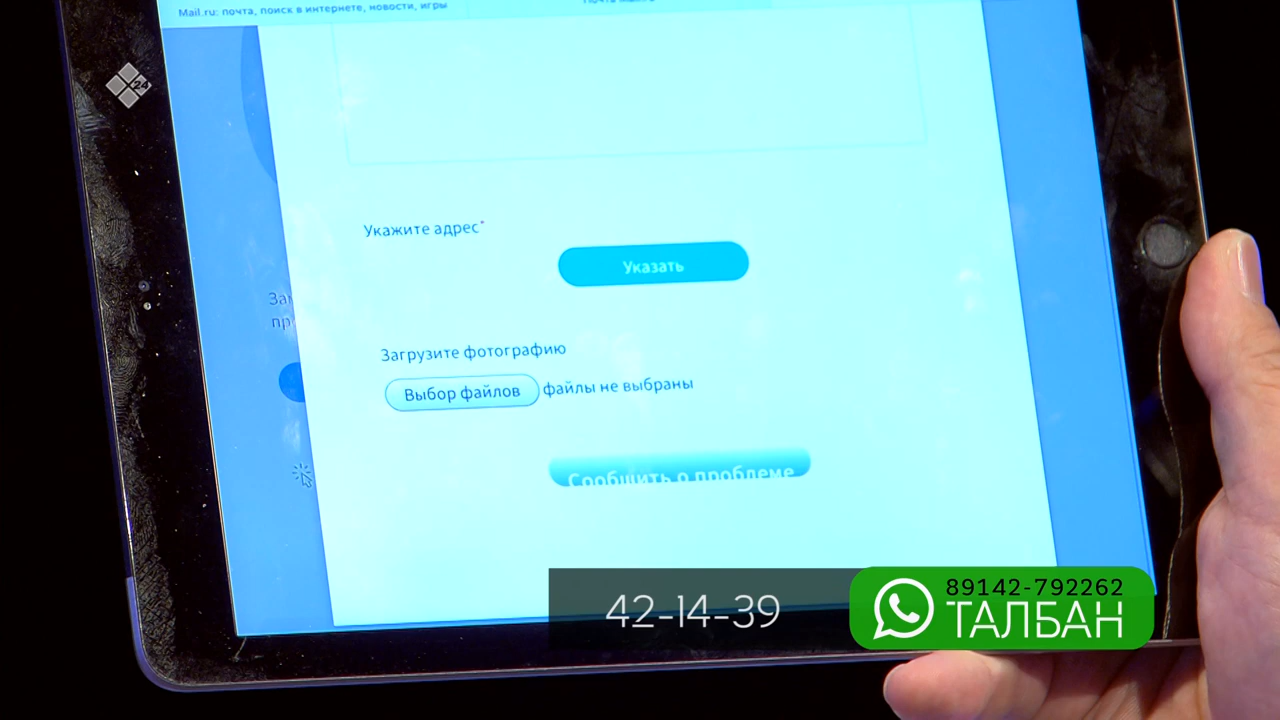 Mail.ru: почта, поиск в интернете, новости, игры
24
Укажите адрес*
Указать
Загрузите фотографию
Выбор файлов файлы не выбраны
Сообщить о проблеме
42-14-39
89142-792262
ТАЛБАН